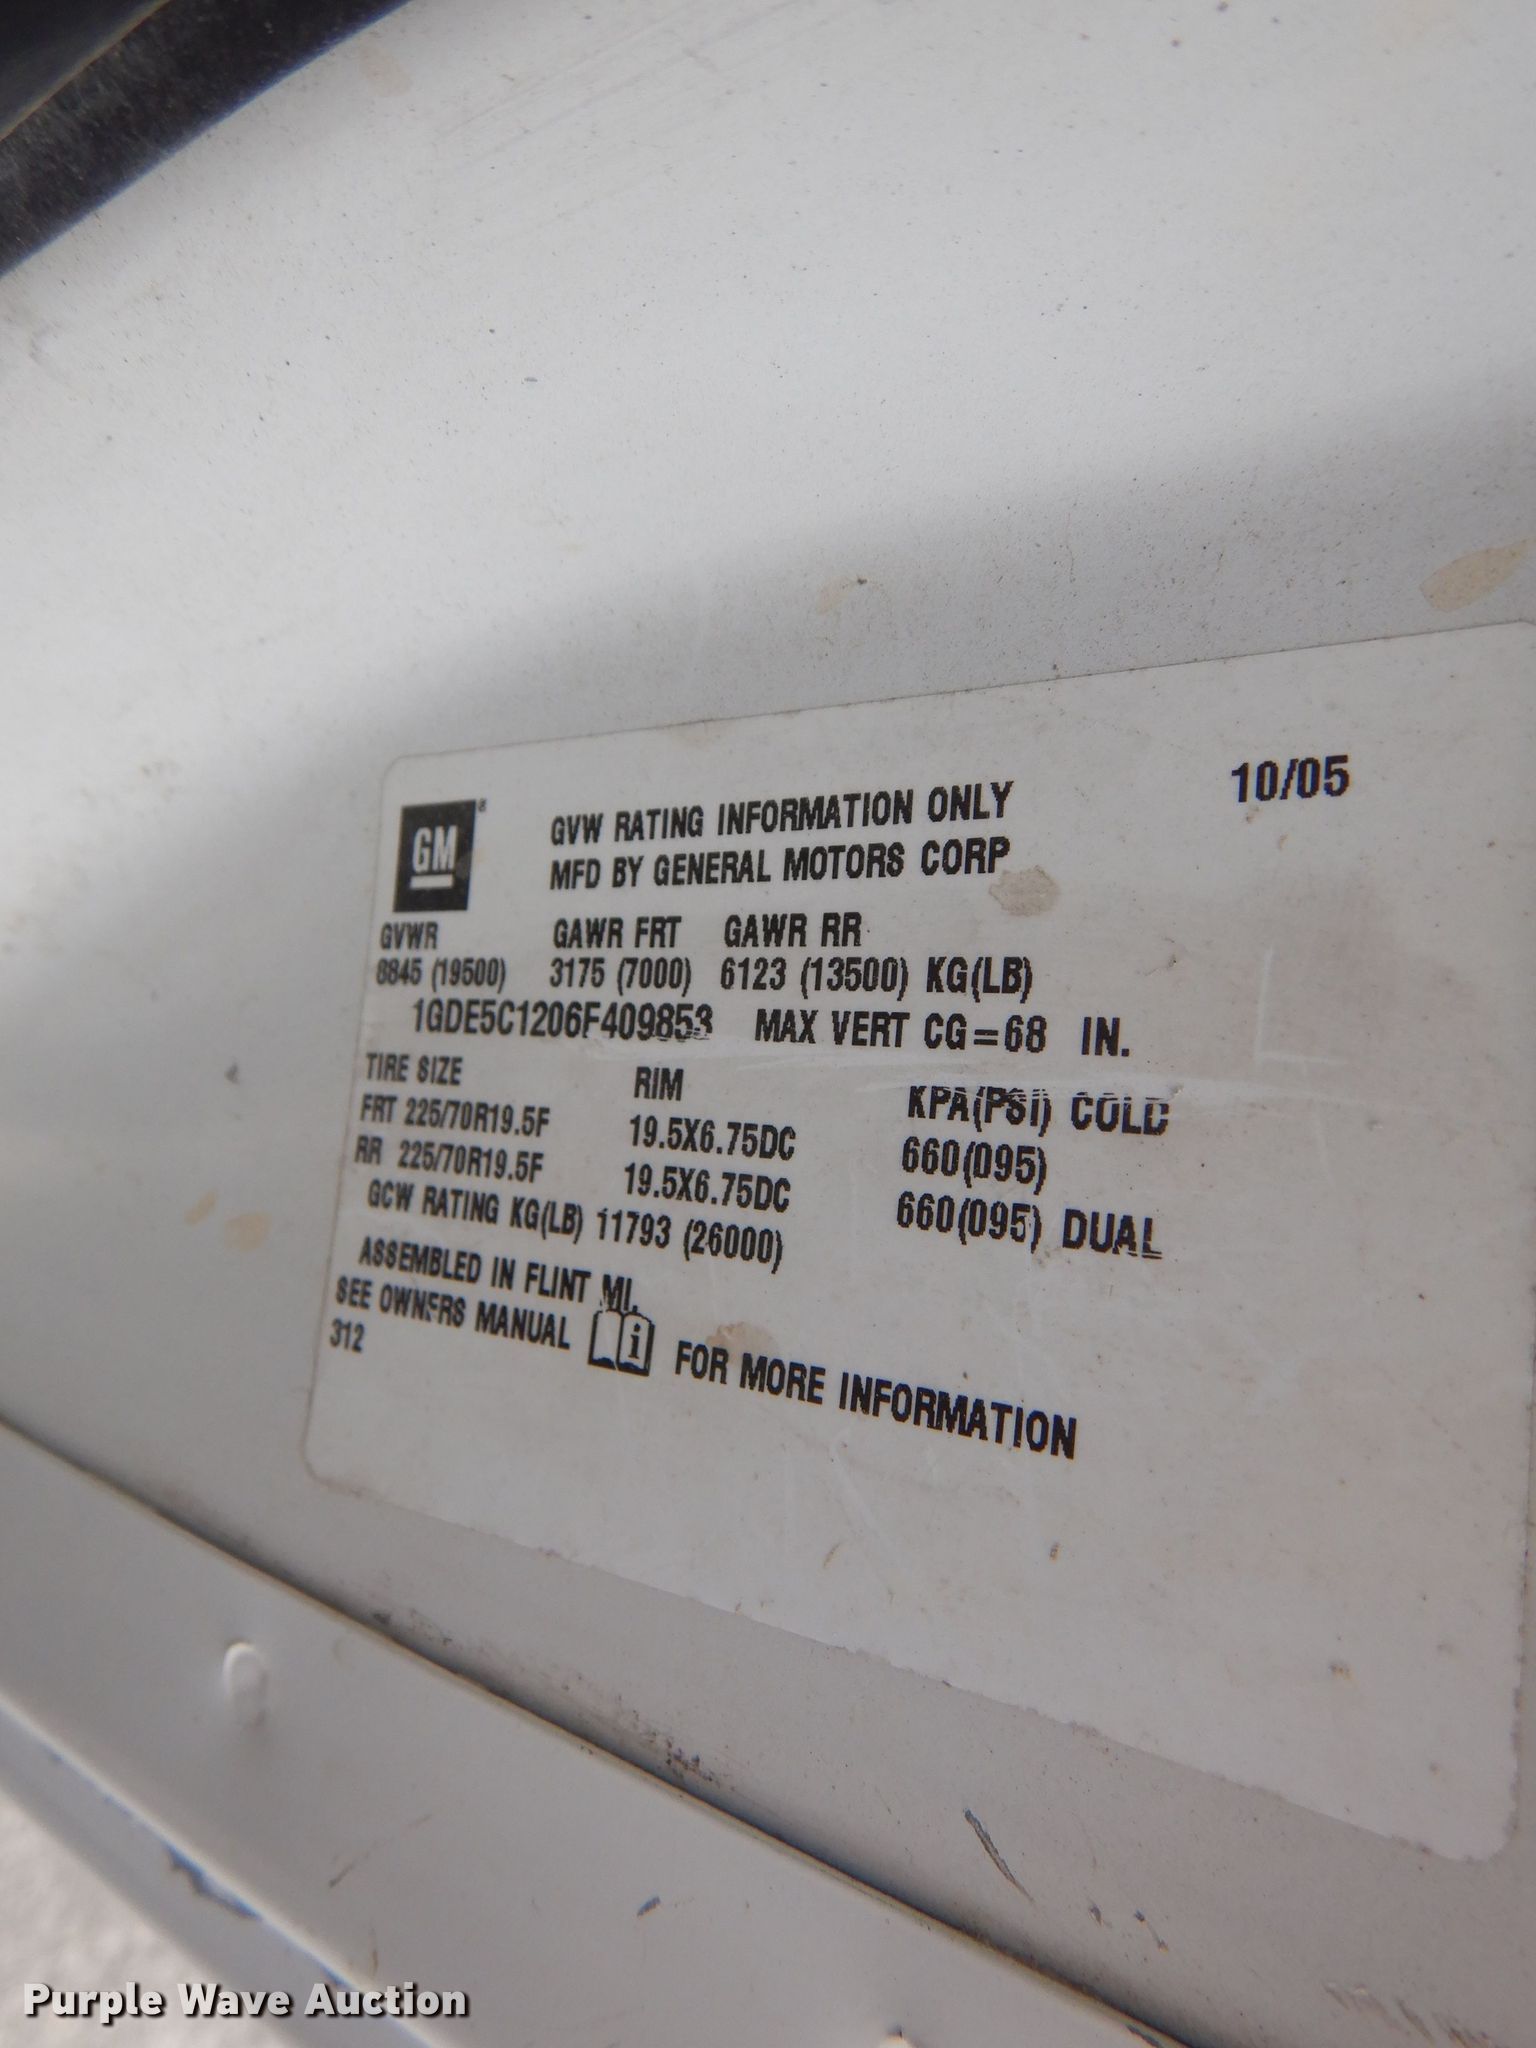 10/05
GM
GVW RATING INFORMATION ONLY
MFD BY GENERAL MOTORS CORP
GVWR GAWR FRT GAWR RR
8845 (19500) 3175 (7000) 6123 (13500) KG(LB)
1GDE5C1206F409853 MAX VERT CG=68 IN.
TIRE SIZE RIM KPA(PSI) COLD
FRT 225/70R19.5F 19.5X6.75DC 660(095)
RR 225/70R19.5F 19.5X6.75DC 660(095) DUAL
GCW RATING KG(LB) 11793 (26000)
ASSEMBLED IN FLINT MI.
SEE OWNERS MANUAL i FOR MORE INFORMATION
312
Purple Wave Auction